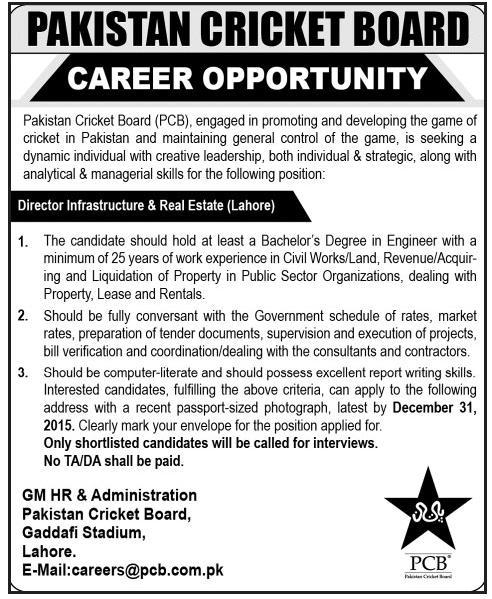 PAKISTAN CRICKET BOARD
CAREER OPPORTUNITY
Pakistan Cricket Board (PCB), engaged in promoting and developing the game of
cricket in Pakistan and maintaining general control of the game, is seeking a
dynamic individual with creative leadership, both individual & strategic, along with
analytical & managerial skills for the following position:
Director Infrastructure & Real Estate (Lahore)
1. The candidate should hold at least a Bachelor's Degree in Engineer with a
minimum of 25 years of work experience in Civil Works/Land, Revenue/Acquir-
ing and Liquidation of Property in Public Sector Organizations, dealing with
Property, Lease and Rentals.
2. Should be fully conversant with the Government schedule of rates, market
rates, preparation of tender documents, supervision and execution of projects,
bill verification and coordination/dealing with the consultants and contractors.
3. Should be computer-literate and should possess excellent report writing skills.
Interested candidates, fulfilling the above criteria, can apply to the following
address with a recent passport-sized photograph, latest by December 31,
2015. Clearly mark your envelope for the position applied for.
Only shortlisted candidates will be called for interviews.
No TA/DA shall be paid.
GM HR & Administration
Pakistan Cricket Board,
Gaddafi Stadium,
Lahore.
E-Mail:careers@pcb.com.pk
PCB®
Pakistan Cricket Board